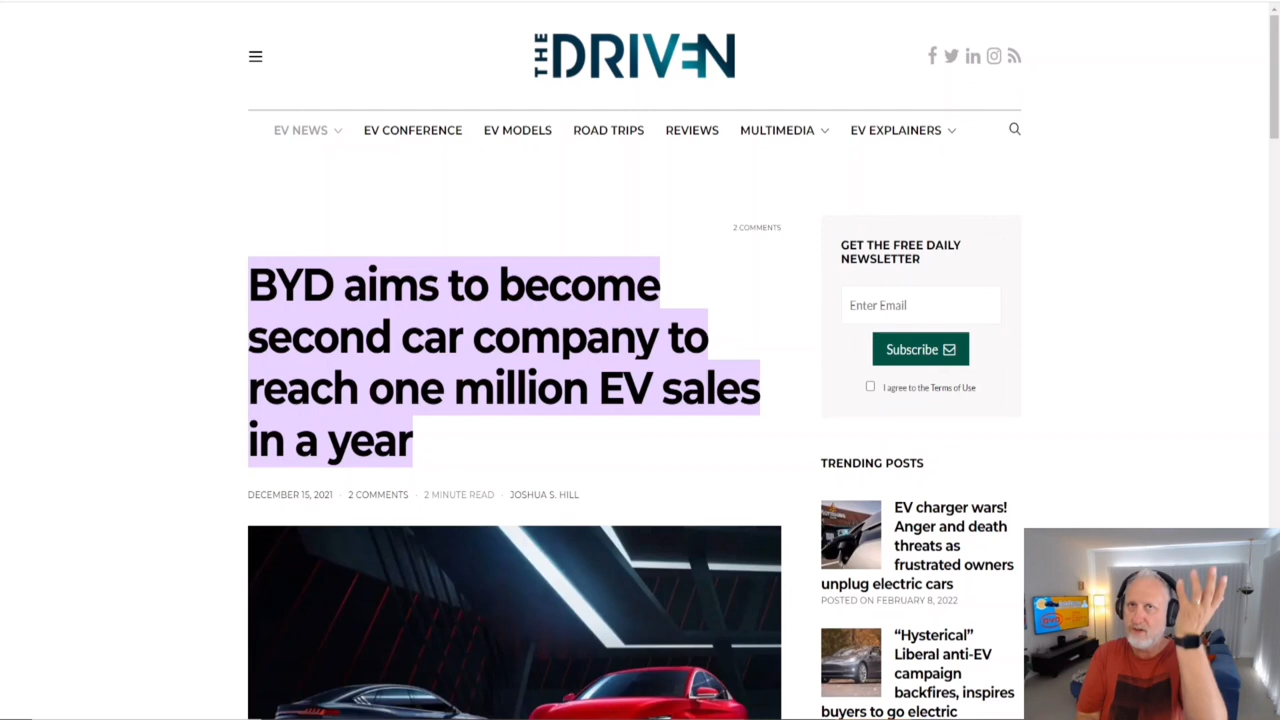 THE DRIVEN
EV NEWS
EV CONFERENCE
EV MODELS
ROAD TRIPS
REVIEWS
MULTIMEDIA
EV EXPLAINERS
2 COMMENTS
BYD aims to become
second car company to
reach one million EV sales
in a year
DECEMBER 15, 2021 · 2 COMMENTS · 2 MINUTE READ · JOSHUA S. HILL
GET THE FREE DAILY
NEWSLETTER
Enter Email
Subscribe
I agree to the Terms of Use
TRENDING POSTS
EV charger wars!
Anger and death
threats as
frustrated owners
unplug electric cars
POSTED ON FEBRUARY 8, 2022
“Hysterical”
Liberal anti-EV
campaign
backfires, inspires
buyers to go electric
BYD